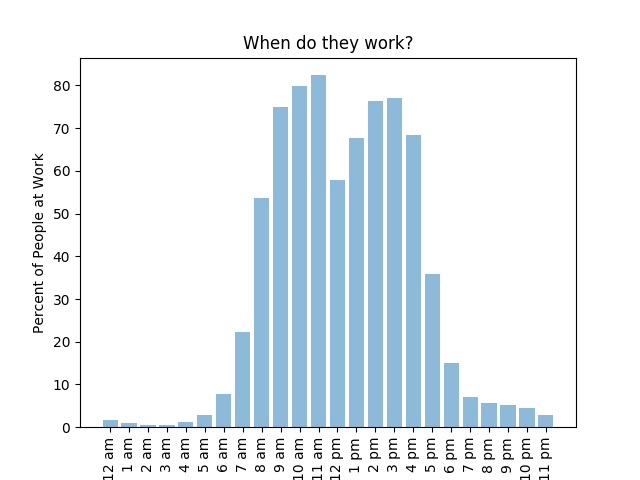 When do they work?
Percent of People at Work
80
70
60
50
40
30
20
10
0
12 am
1 am
2 am
3 am
4 am
5 am
6 am
7 am
8 am
9 am
10 am
11 am
12 pm
1 pm
2 pm
3 pm
4 pm
5 pm
6 pm
7 pm
8 pm
9 pm
10 pm
11 pm